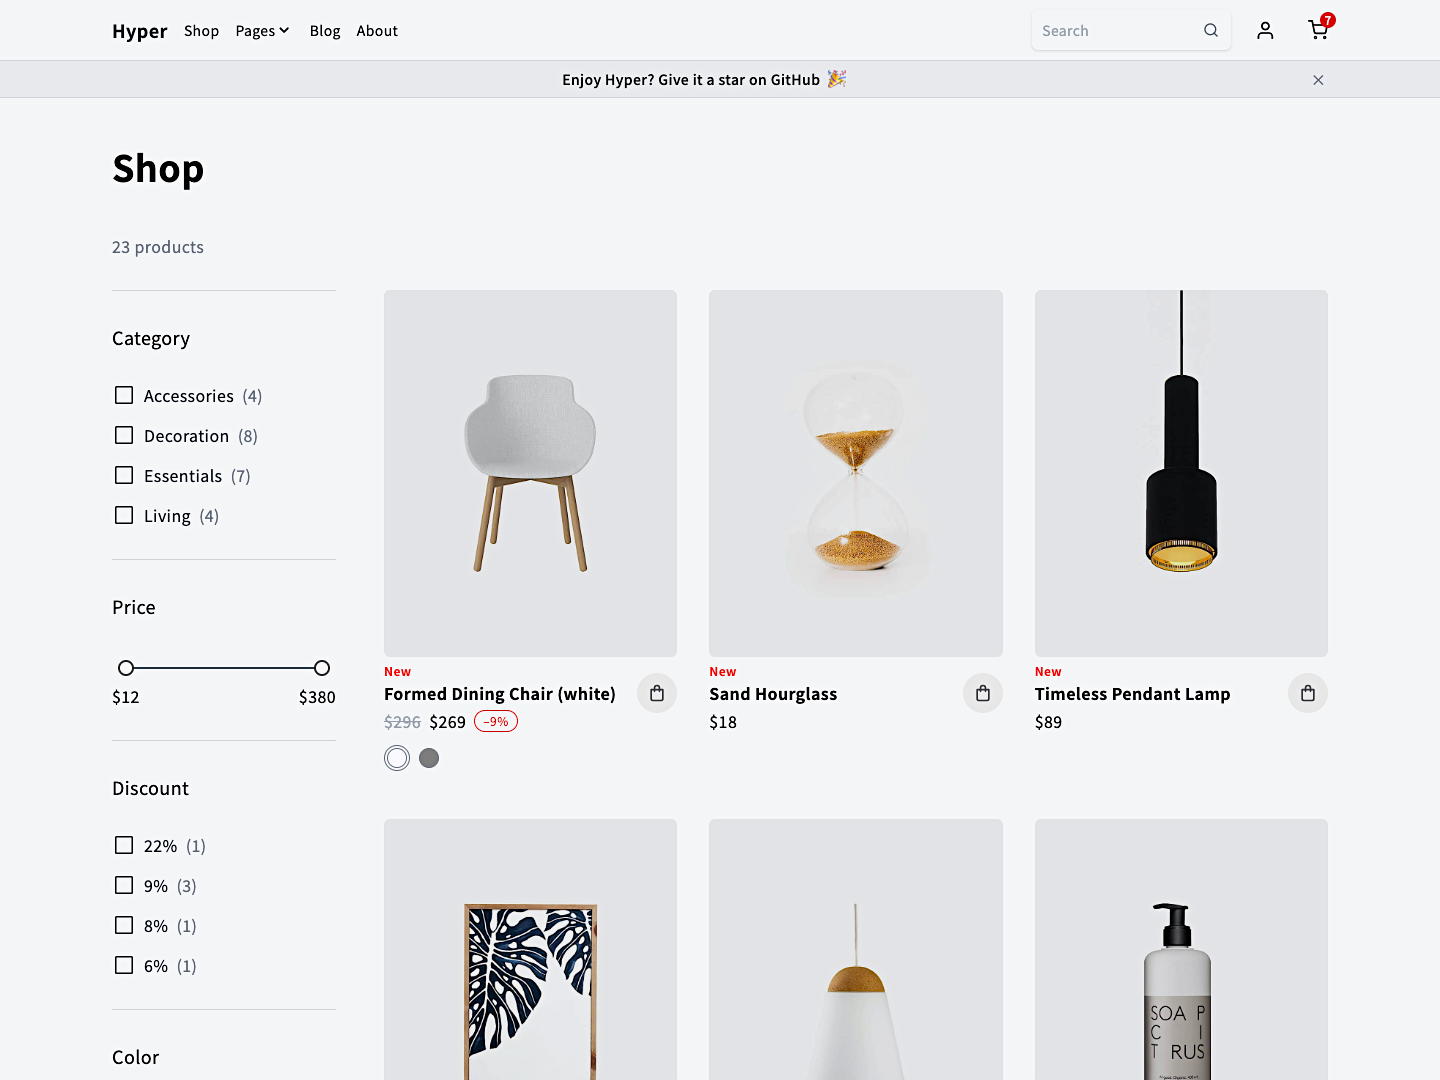 Hyper Shop Pages Blog About Search 7
Enjoy Hyper? Give it a star on GitHub 🎉
Shop
23 products
Category
Accessories (4)
Decoration (8)
Essentials (7)
Living (4)
Price
$12 $380
Discount
22% (1)
9% (3)
8% (1)
6% (1)
Color
New
Formed Dining Chair (white)
$296 $269 -9%
New
Sand Hourglass
$18
New
Timeless Pendant Lamp
$89
SOA P
C I
T RUS